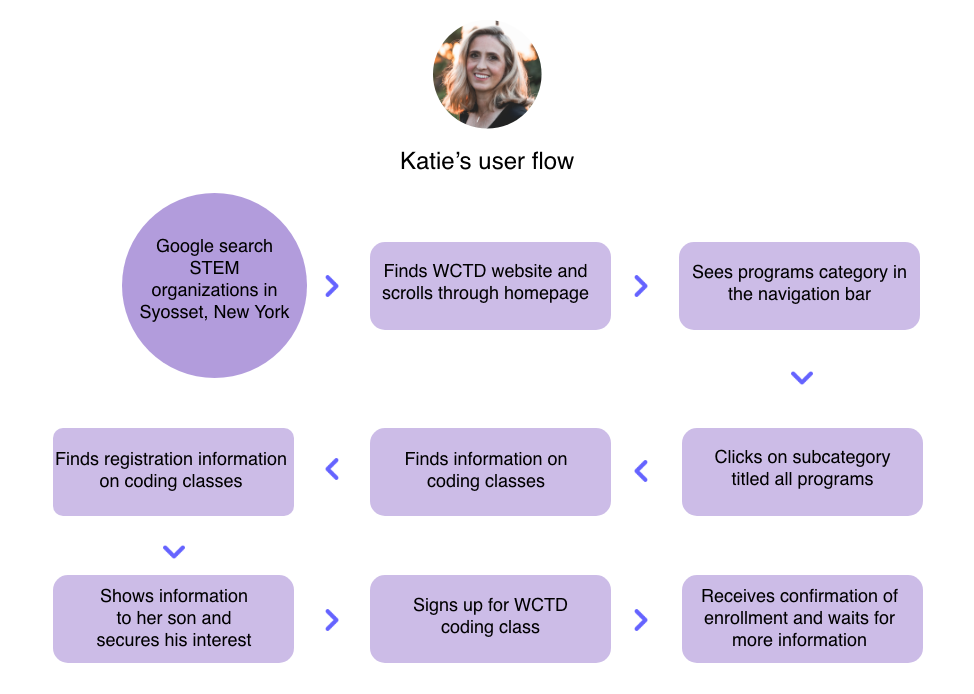 Katie’s user flow
Google search
STEM
organizations in
Syosset, New York
Finds WCTD website and
scrolls through homepage
Sees programs category in
the navigation bar
Clicks on subcategory
titled all programs
Finds information on
coding classes
Finds registration information
on coding classes
Shows information
to her son and
secures his interest
Signs up for WCTD
coding class
Receives confirmation of
enrollment and waits for
more information